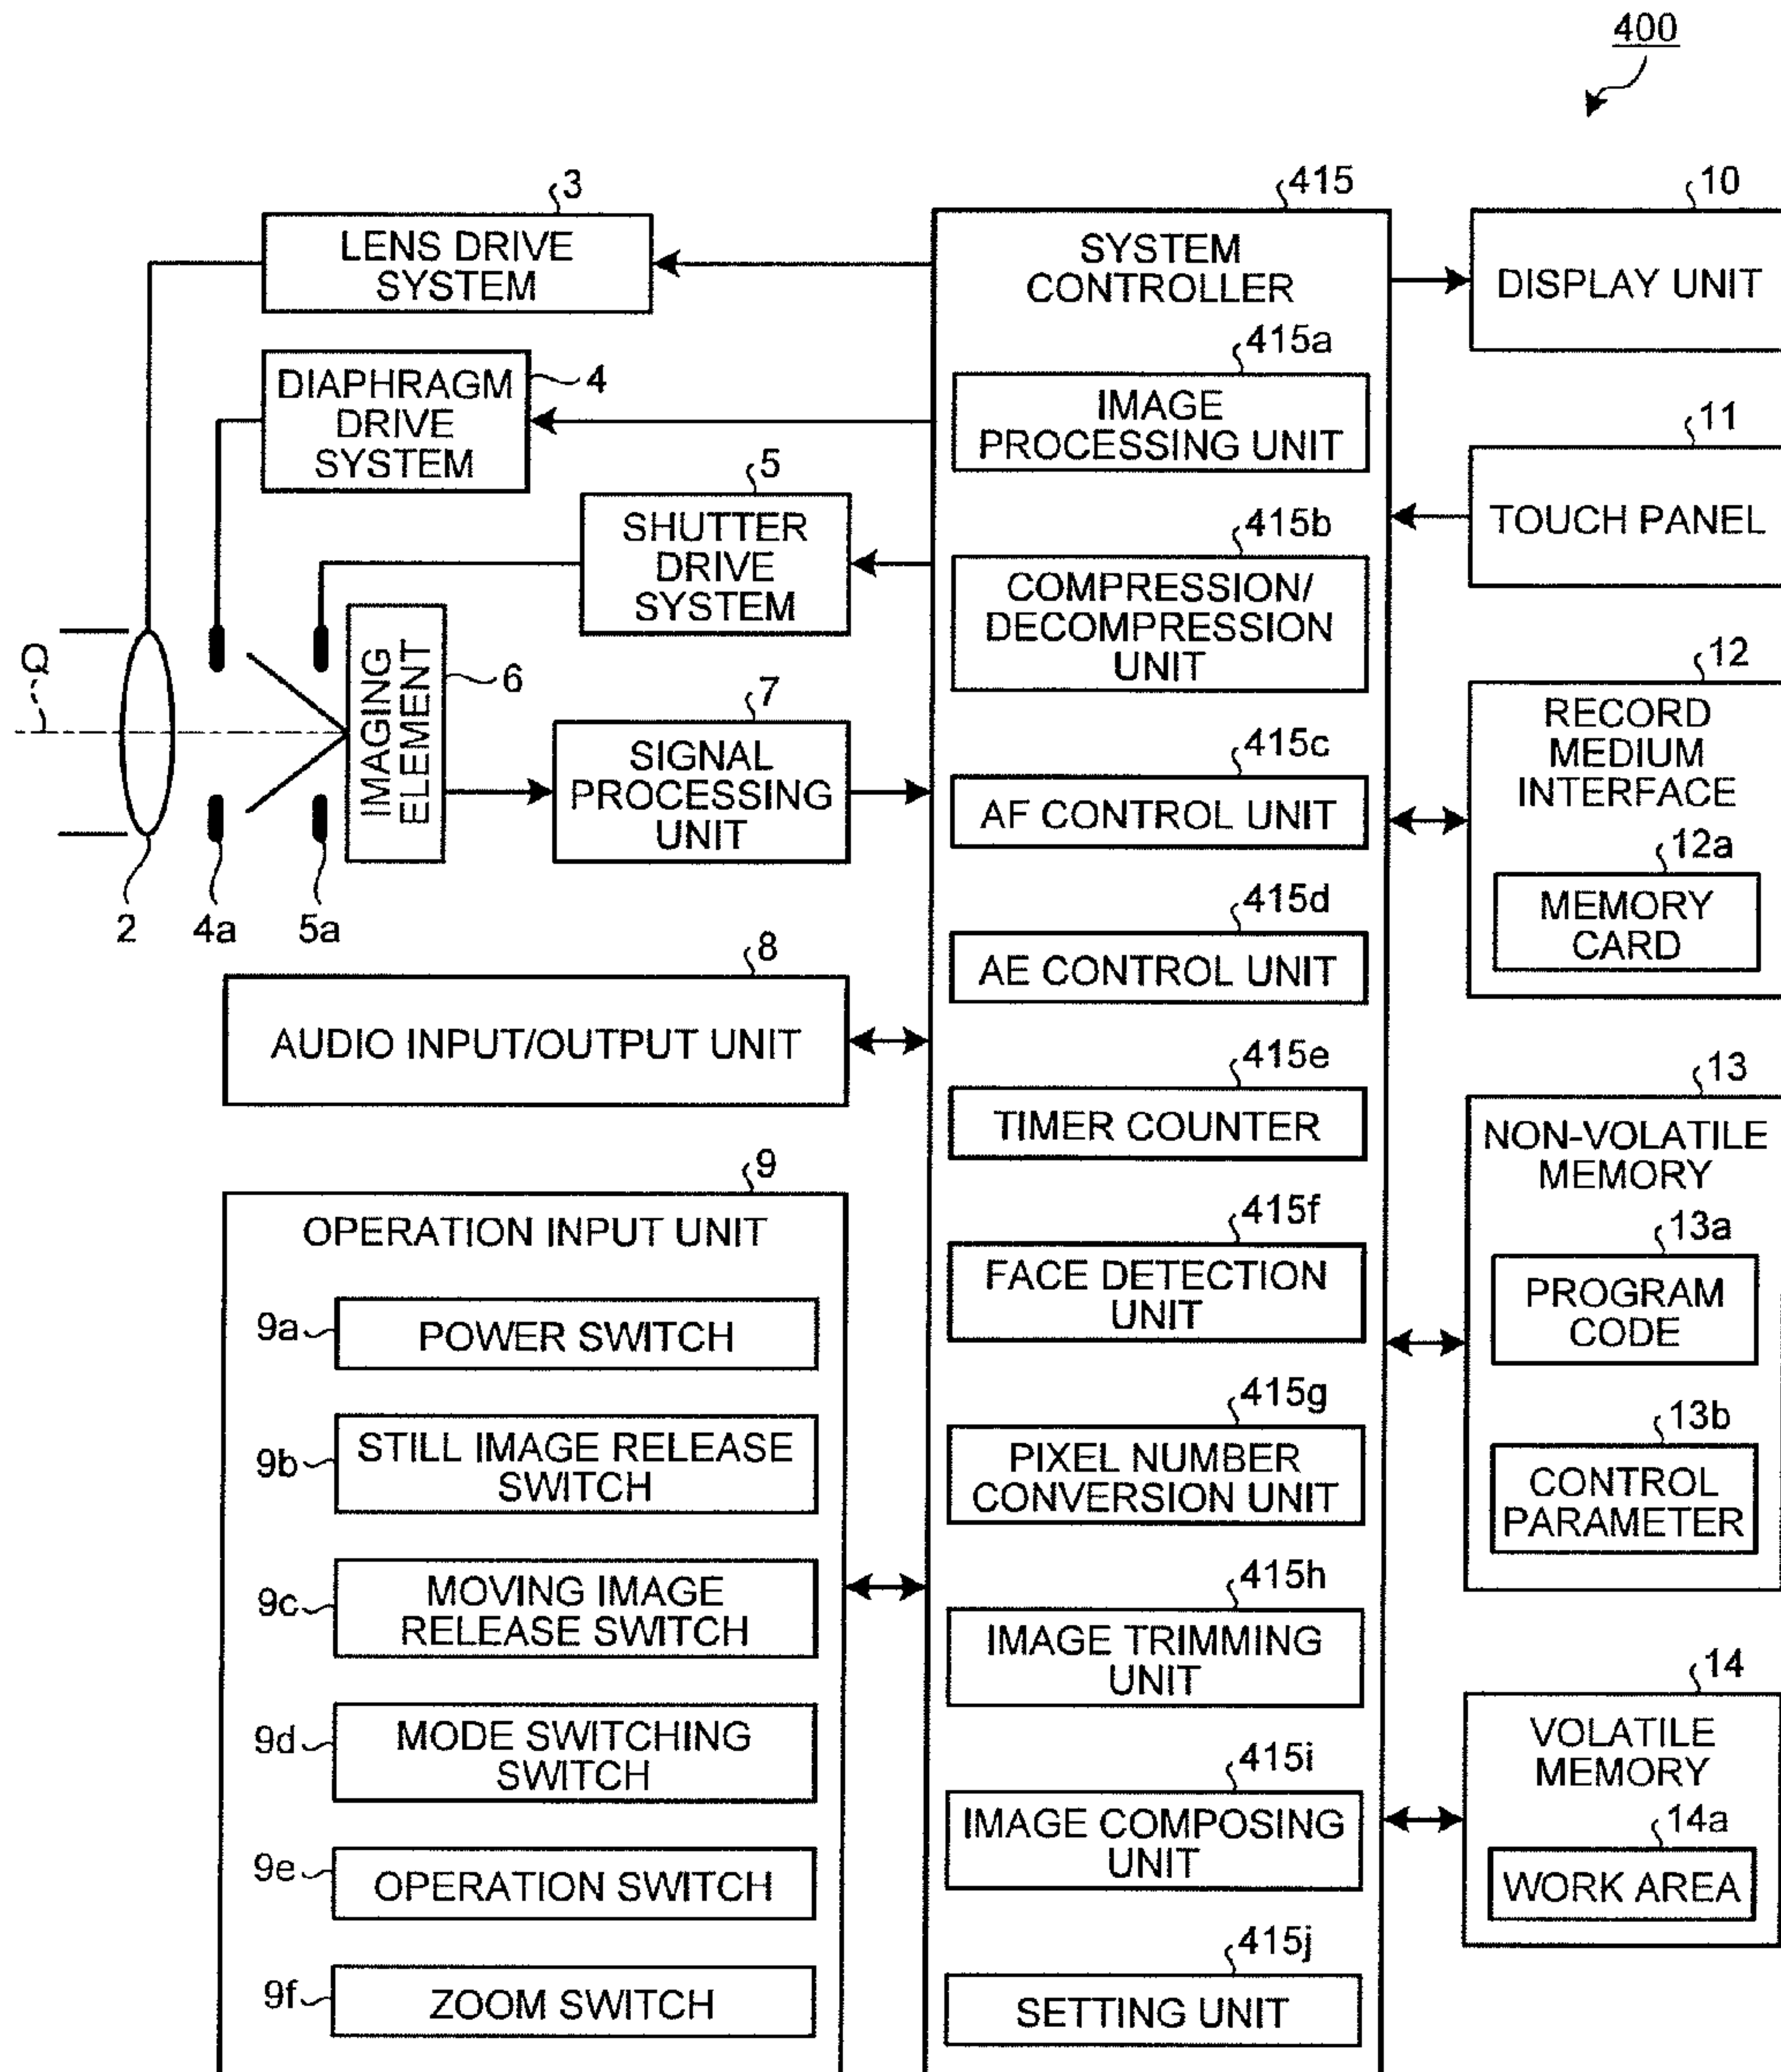 400
3
LENS DRIVE
SYSTEM
DIAPHRAGM
DRIVE
SYSTEM
4
5
SHUTTER
DRIVE
SYSTEM
Q
IMAGING
ELEMENT
6
7
SIGNAL
PROCESSING
UNIT
2
4a
5a
8
AUDIO INPUT/OUTPUT UNIT
9
OPERATION INPUT UNIT
9a
POWER SWITCH
9b
STILL IMAGE RELEASE
SWITCH
9c
MOVING IMAGE
RELEASE SWITCH
9d
MODE SWITCHING
SWITCH
9e
OPERATION SWITCH
9f
ZOOM SWITCH
415
SYSTEM
CONTROLLER
415a
IMAGE
PROCESSING UNIT
415b
COMPRESSION/
DECOMPRESSION
UNIT
415c
AF CONTROL UNIT
415d
AE CONTROL UNIT
415e
TIMER COUNTER
415f
FACE DETECTION
UNIT
415g
PIXEL NUMBER
CONVERSION UNIT
415h
IMAGE TRIMMING
UNIT
415i
IMAGE COMPOSING
UNIT
415j
SETTING UNIT
10
DISPLAY UNIT
11
TOUCH PANEL
12
RECORD
MEDIUM
INTERFACE
12a
MEMORY
CARD
13
NON-VOLATILE
MEMORY
13a
PROGRAM
CODE
13b
CONTROL
PARAMETER
14
VOLATILE
MEMORY
14a
WORK AREA